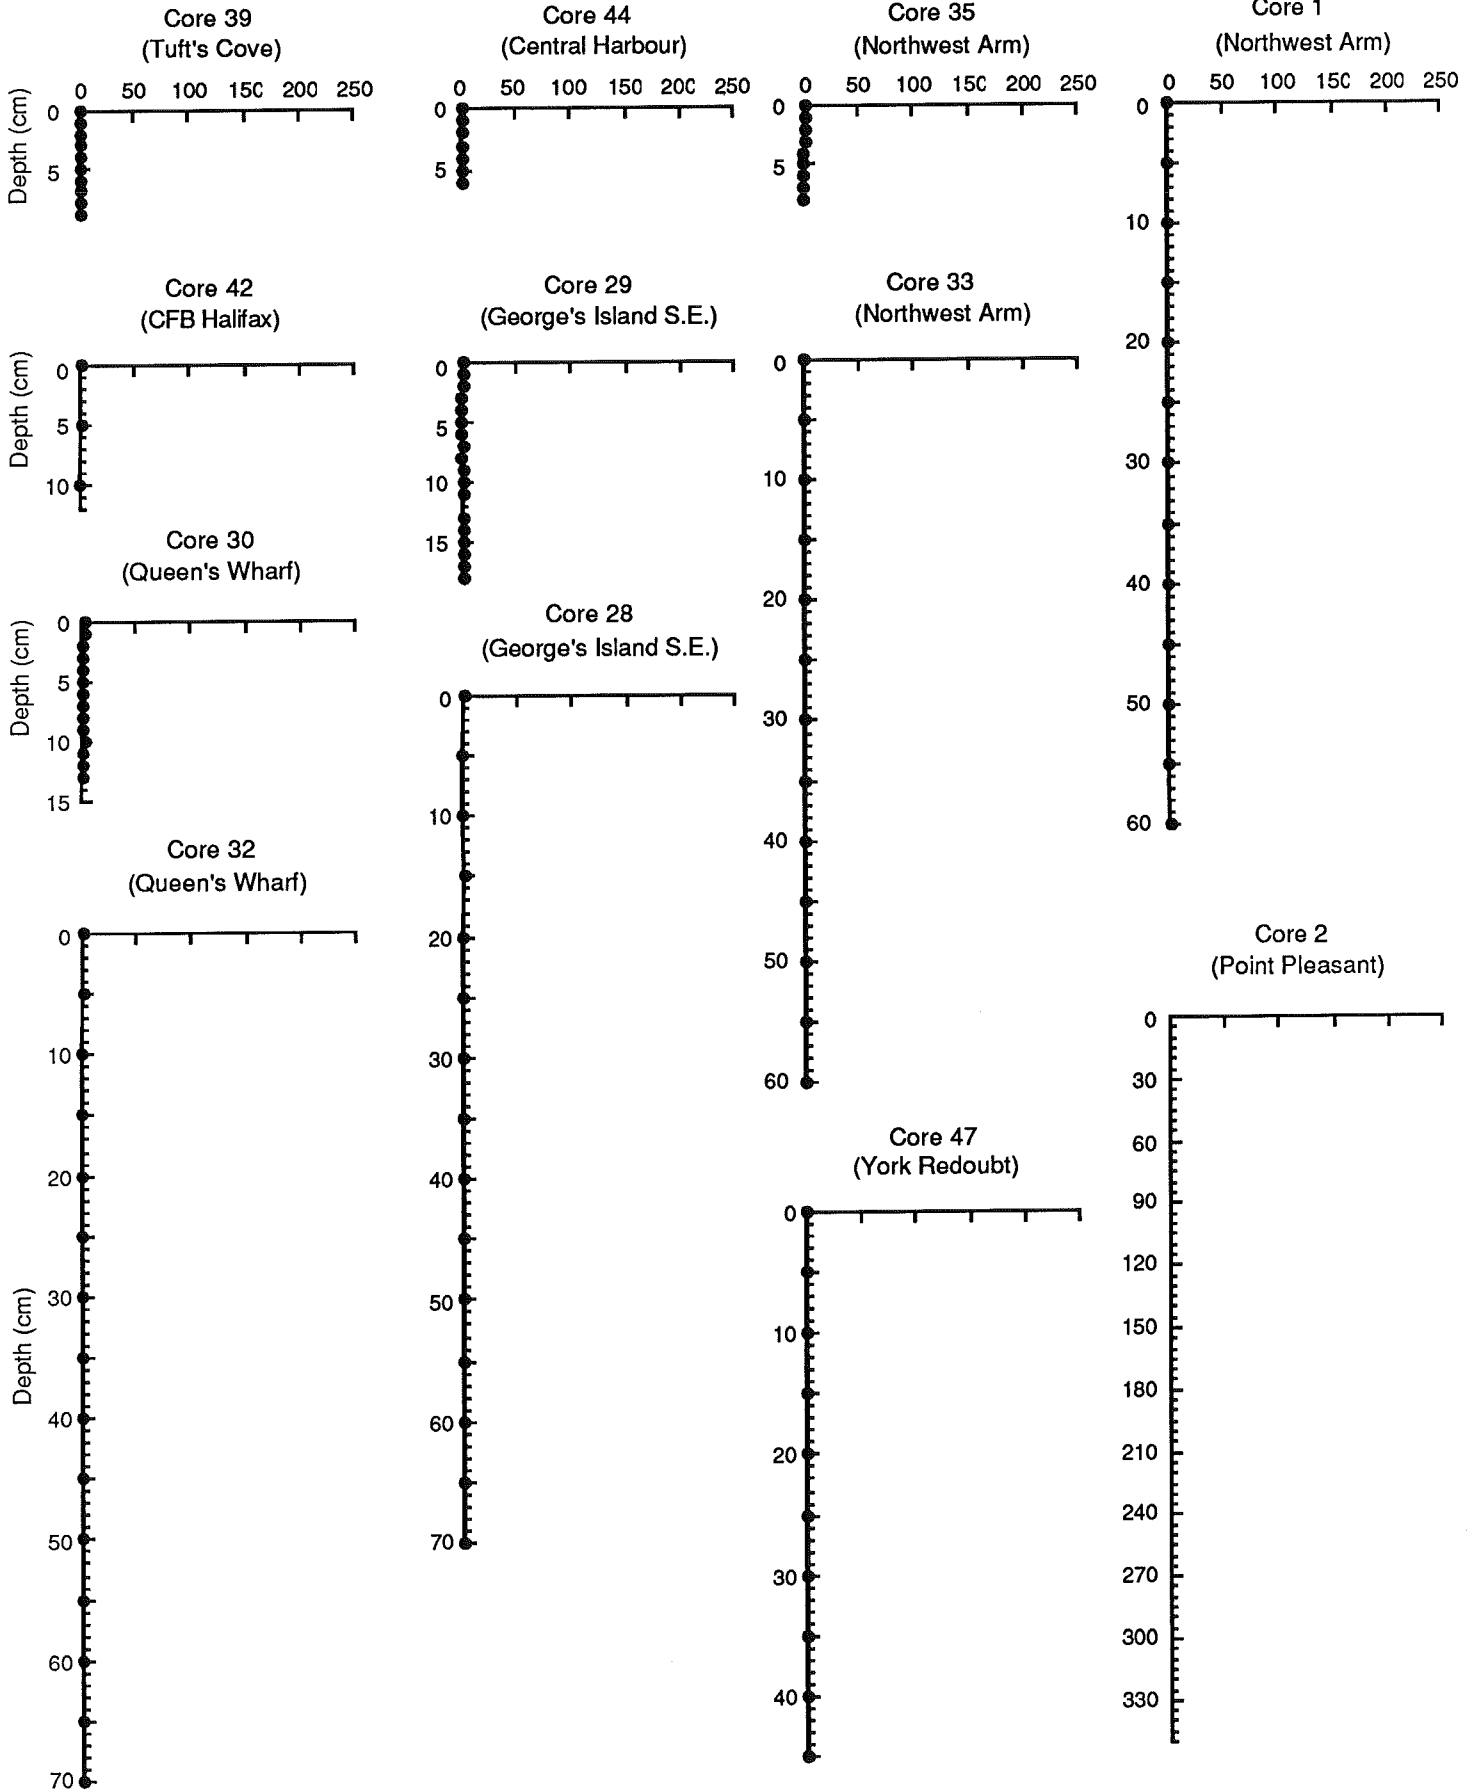 Core 39
(Tuft's Cove)
0 50 100 150 200 250
Depth (cm)
0
5
Core 42
(CFB Halifax)
Depth (cm)
0
5
10
Core 30
(Queen's Wharf)
Depth (cm)
0
5
10
15
Core 32
(Queen's Wharf)
Depth (cm)
0
10
20
30
40
50
60
70
Core 44
(Central Harbour)
0 50 100 150 200 250
0
5
Core 29
(George's Island S.E.)
0
5
10
15
Core 28
(George's Island S.E.)
0
10
20
30
40
50
60
70
Core 35
(Northwest Arm)
0 50 100 150 200 250
0
5
Core 33
(Northwest Arm)
0
10
20
30
40
50
60
Core 47
(York Redoubt)
0
10
20
30
40
Core 1
(Northwest Arm)
0 50 100 150 200 250
0
10
20
30
40
50
60
Core 2
(Point Pleasant)
0
30
60
90
120
150
180
210
240
270
300
330